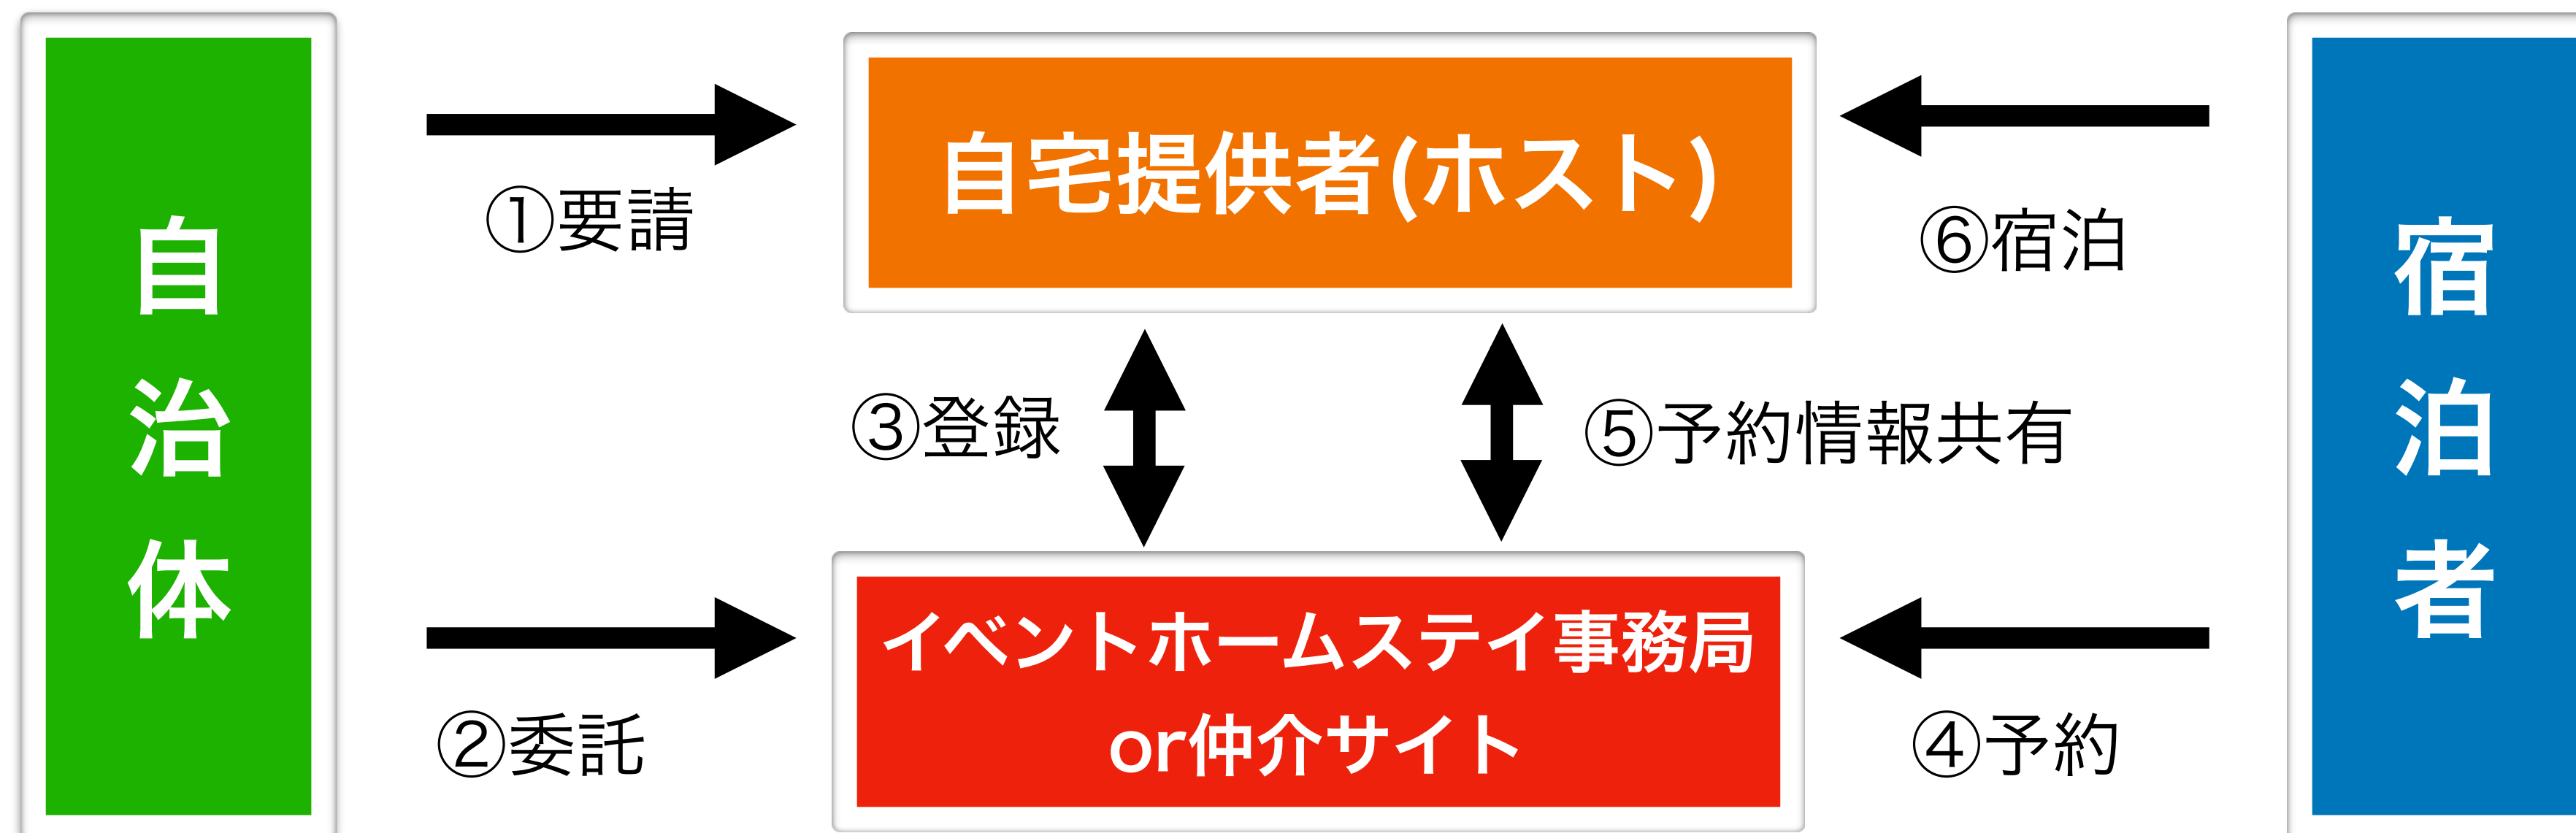 自治体
①要請
②委託
自宅提供者(ホスト)
③登録
⑤予約情報共有
イベントホームステイ事務局
or仲介サイト
⑥宿泊
④予約
宿泊者